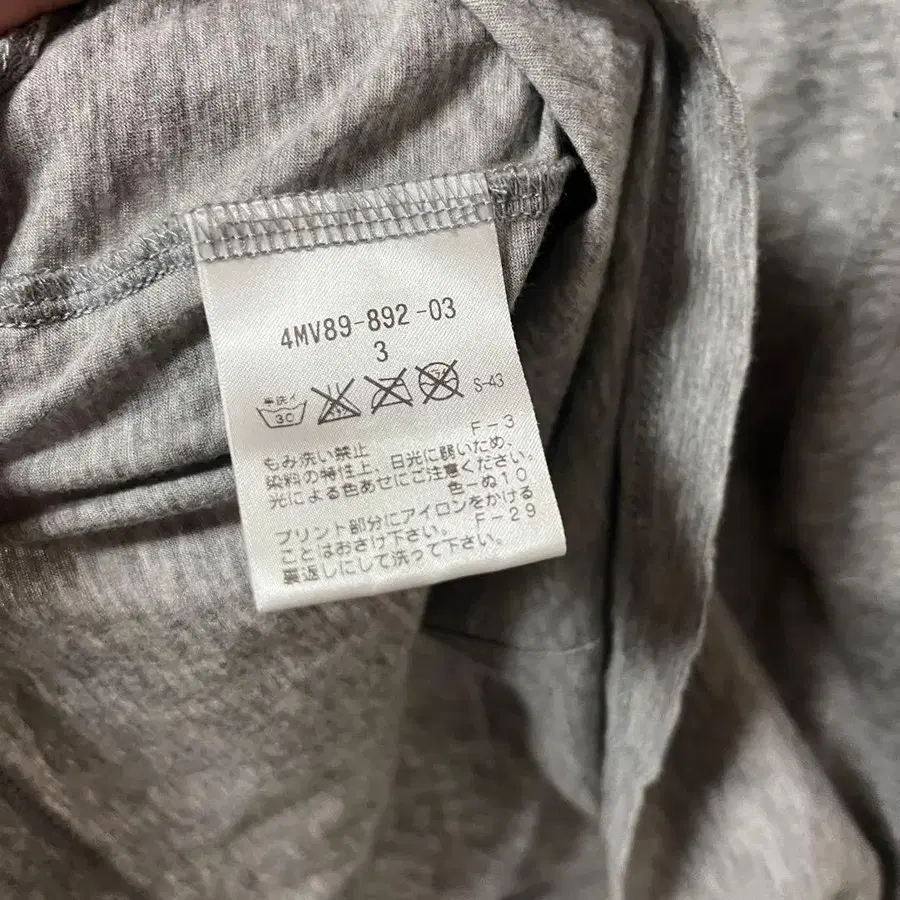 4MV89-892-03
3
手洗イ
30
S-43
F-3
もみ洗い禁止
染料の特性上、日光に弱いため、
光による色あせにご注意ください。
色-ぬ10
プリント部分にアイロンをかける
ことはおさけ下さい。 F-29
裏返しにして洗って下さい。